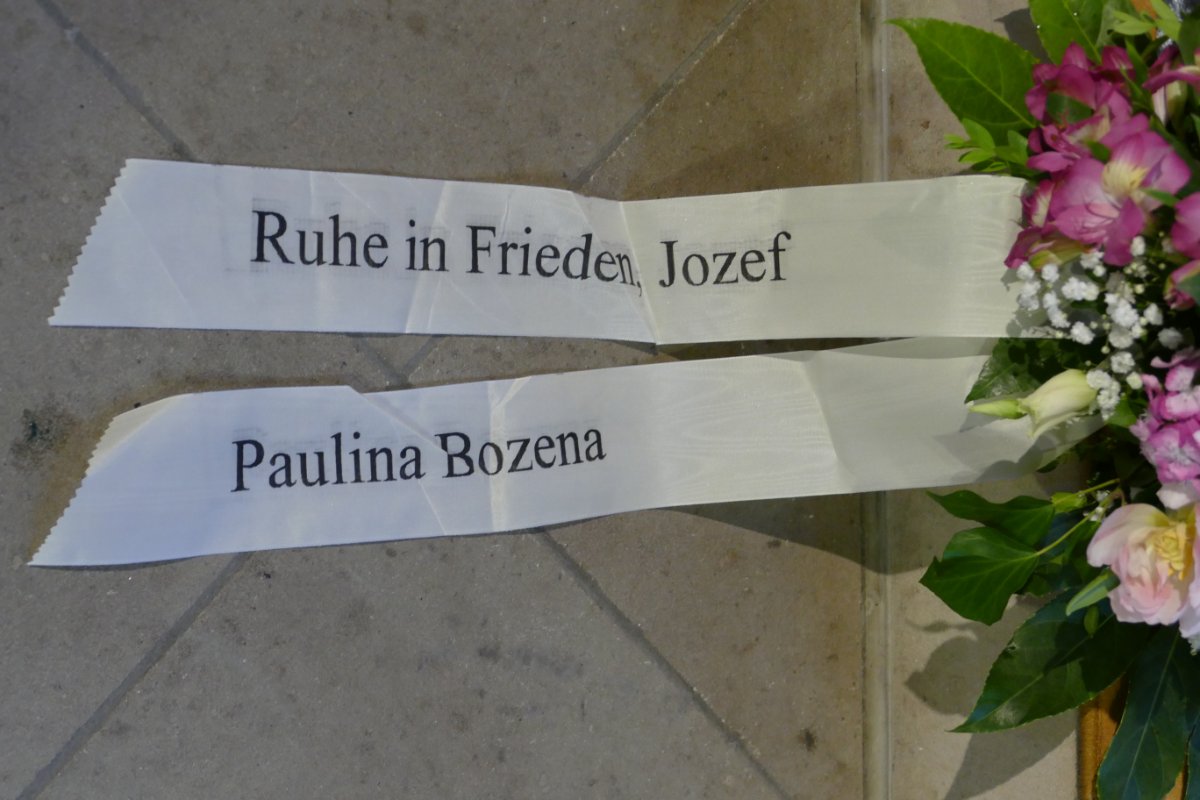 Ruhe in Frieden, Jozef
Paulina Bozena